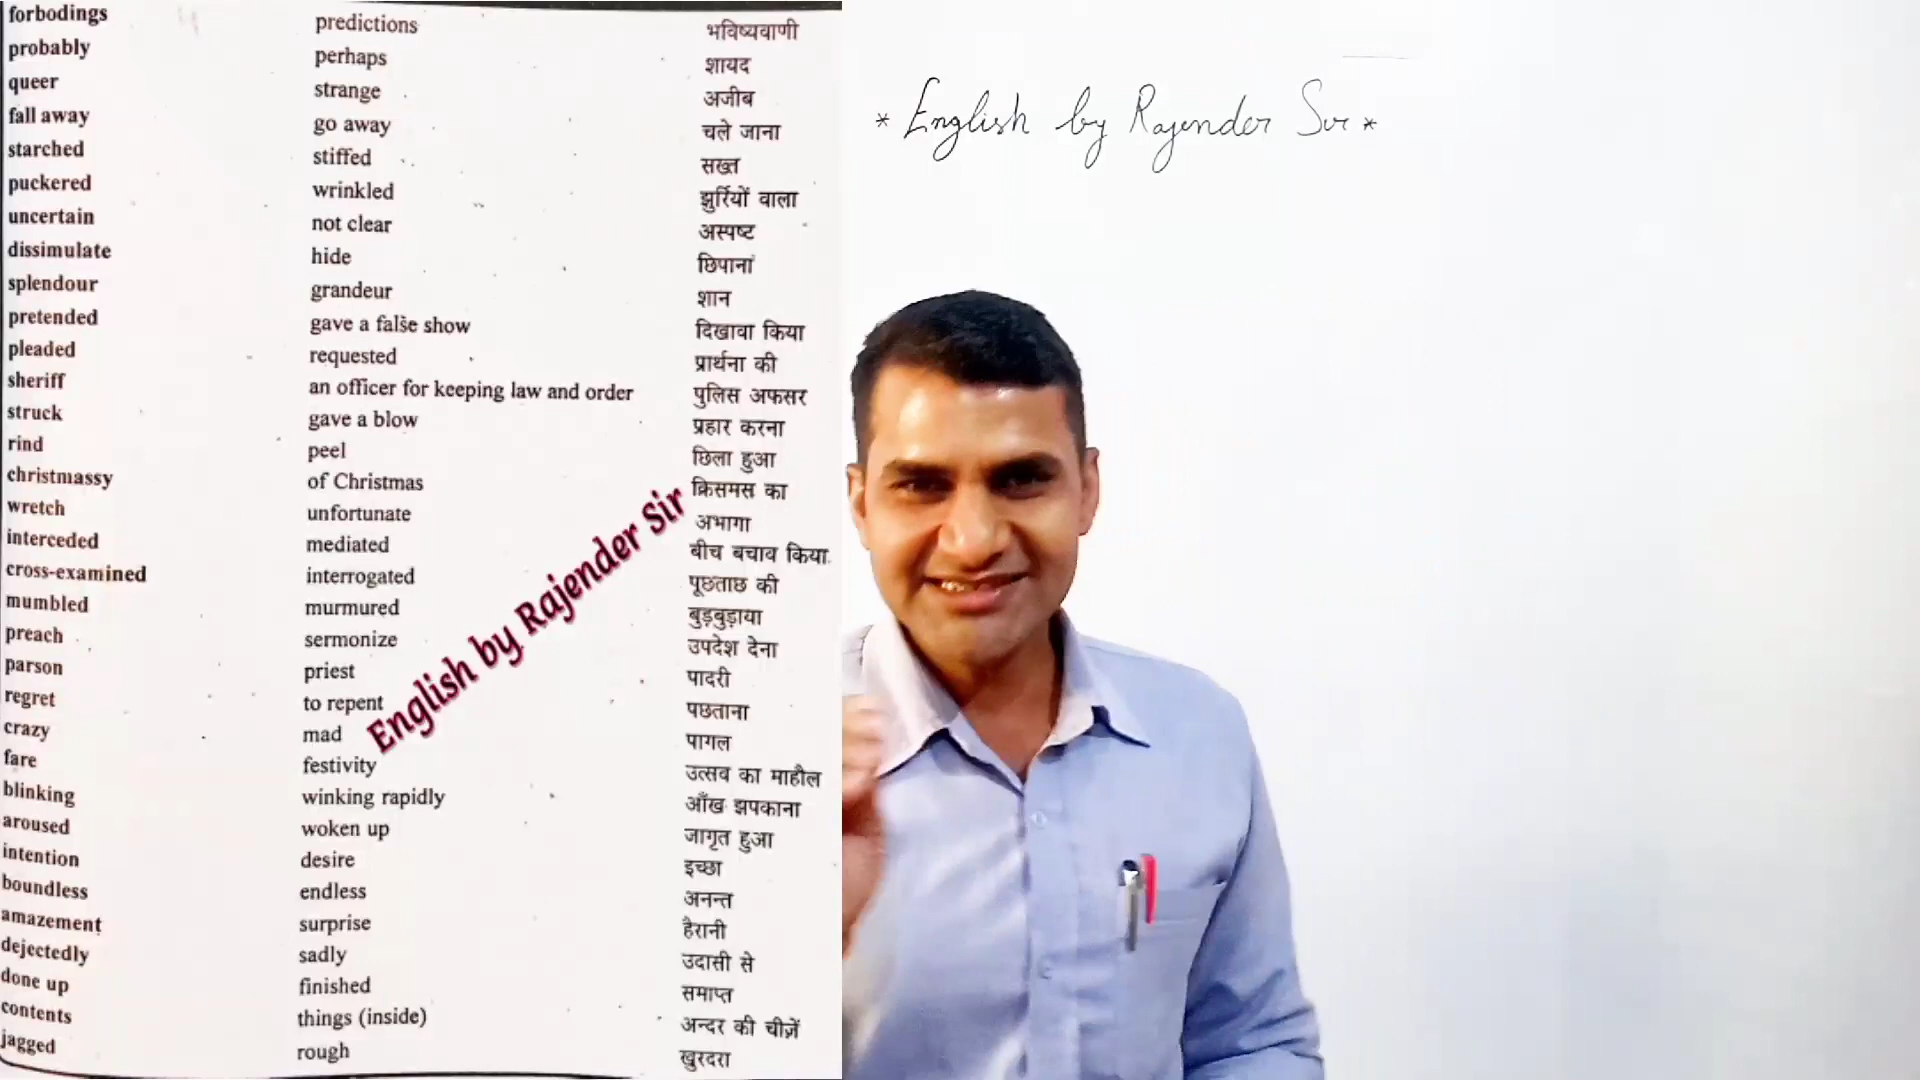 forbodings predictions भविष्यवाणी
probably perhaps शायद
queer strange अजीब
fall away go away चले जाना
starched stiffed सख्त
puckered wrinkled झुर्रियों वाला
uncertain not clear अस्पष्ट
dissimulate hide छिपाना
splendour grandeur शान
pretended gave a false show दिखावा किया
pleaded requested प्रार्थना की
sheriff an officer for keeping law and order पुलिस अफसर
struck gave a blow प्रहार करना
rind peel छिला हुआ
christmassy of Christmas क्रिसमस का
wretch unfortunate अभागा
interceded mediated बीच बचाव किया
cross-examined interrogated पूछताछ की
mumbled murmured बुड़बुड़ाया
preach sermonize उपदेश देना
parson priest पादरी
regret to repent पछताना
crazy mad पागल
fare festivity उत्सव का माहौल
blinking winking rapidly आँख झपकाना
aroused woken up जागृत हुआ
intention desire इच्छा
boundless endless अनन्त
amazement surprise हैरानी
dejectedly sadly उदासी से
done up finished समाप्त
contents things (inside) अन्दर की चीज़ें
jagged rough खुरदरा
English by Rajender Sir
* English by Rajender Sir *